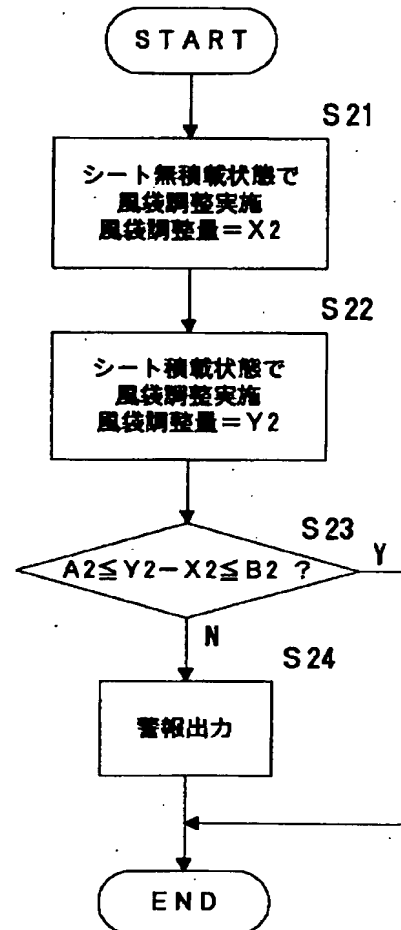 START
S21
シート無積載状態で
風袋調整実施
風袋調整量=X2
S22
シート積載状態で
風袋調整実施
風袋調整量=Y2
S23
A2≦Y2-X2≦B2 ?
Y
N
S24
警報出力
END